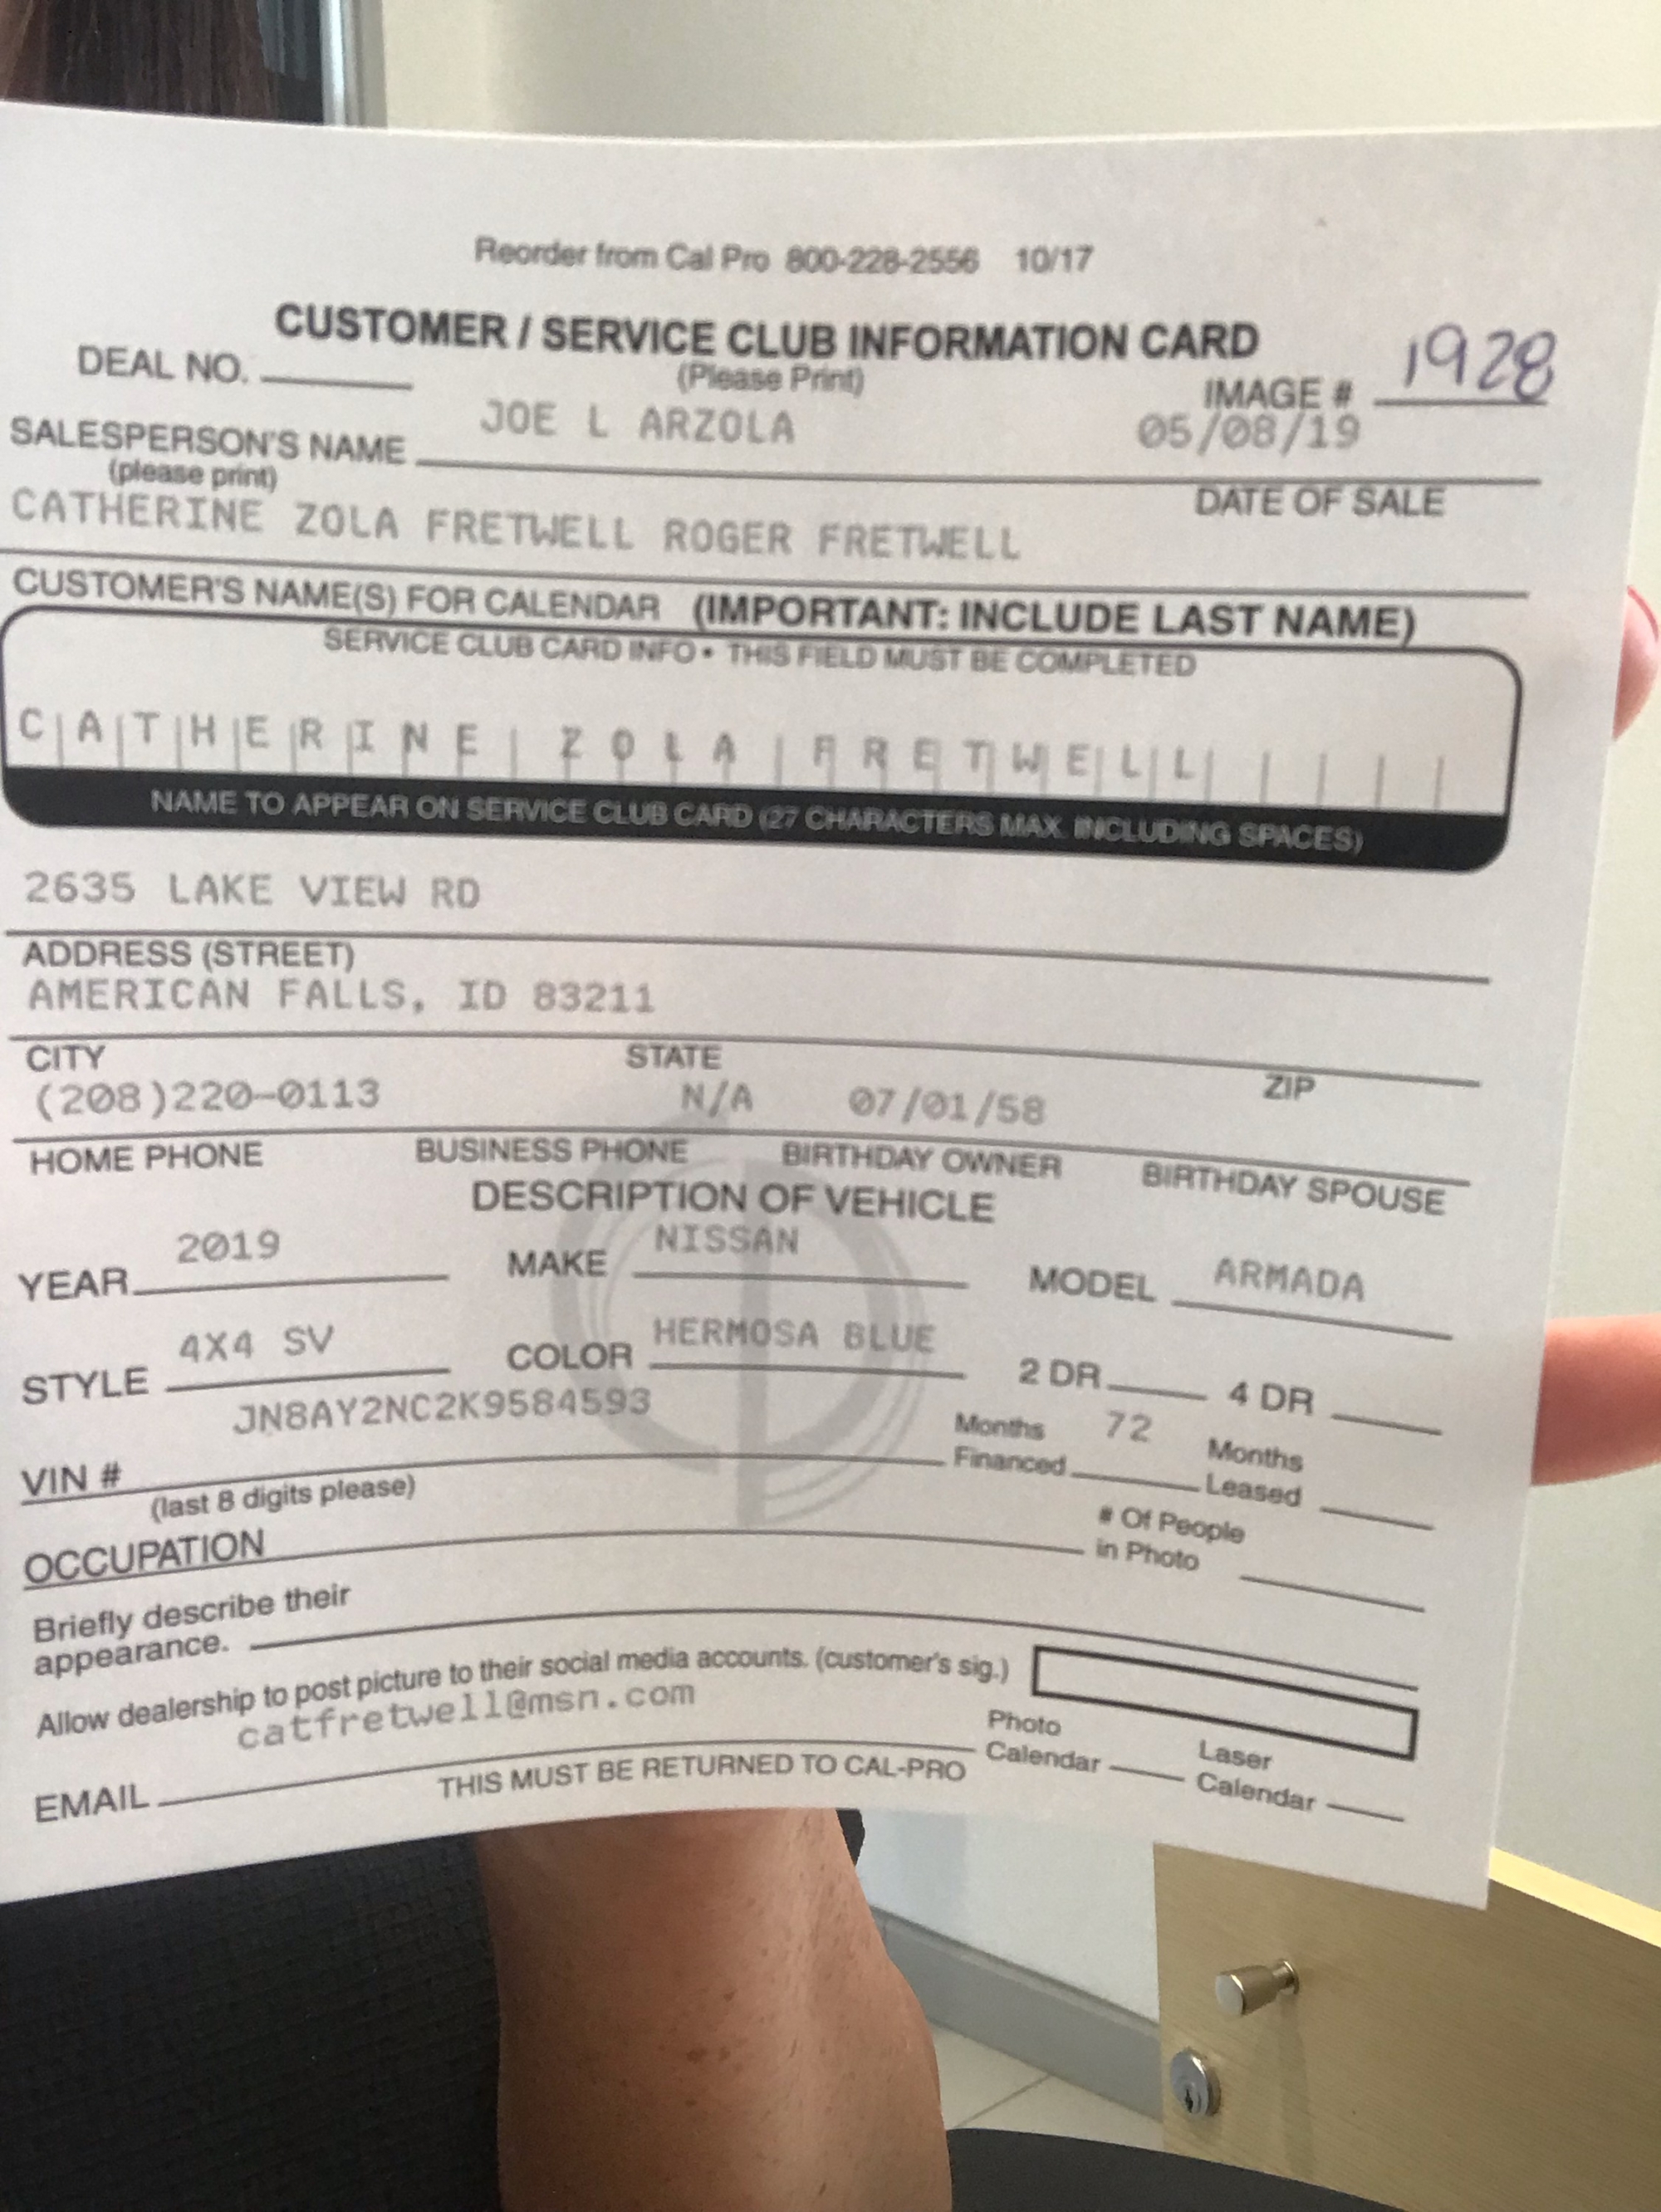 Reorder from Cal Pro 800-228-2556 10/17
CUSTOMER / SERVICE CLUB INFORMATION CARD
(Please Print)
DEAL NO.
IMAGE # 1928
SALESPERSON'S NAME JOE L ARZOLA 05/08/19
(please print)
DATE OF SALE
CATHERINE ZOLA FRETWELL ROGER FRETWELL
CUSTOMER'S NAME(S) FOR CALENDAR (IMPORTANT: INCLUDE LAST NAME)
SERVICE CLUB CARD INFO • THIS FIELD MUST BE COMPLETED
CATHERINE ZOLA FRETWELL
NAME TO APPEAR ON SERVICE CLUB CARD (27 CHARACTERS MAX. INCLUDING SPACES)
2635 LAKE VIEW RD
ADDRESS (STREET)
AMERICAN FALLS, ID 83211
CITY STATE ZIP
(208)220-0113 N/A 07/01/58
HOME PHONE BUSINESS PHONE BIRTHDAY OWNER BIRTHDAY SPOUSE
DESCRIPTION OF VEHICLE
YEAR 2019 MAKE NISSAN MODEL ARMADA
STYLE 4X4 SV COLOR HERMOSA BLUE 2 DR 4 DR
VIN # JN8AY2NC2K9584593
(last 8 digits please)
Months Financed 72 Months Leased
OCCUPATION
# Of People in Photo
Briefly describe their
appearance.
Allow dealership to post picture to their social media accounts. (customer's sig.)
EMAIL catfretwell@msn.com
Photo Calendar Laser Calendar
THIS MUST BE RETURNED TO CAL-PRO